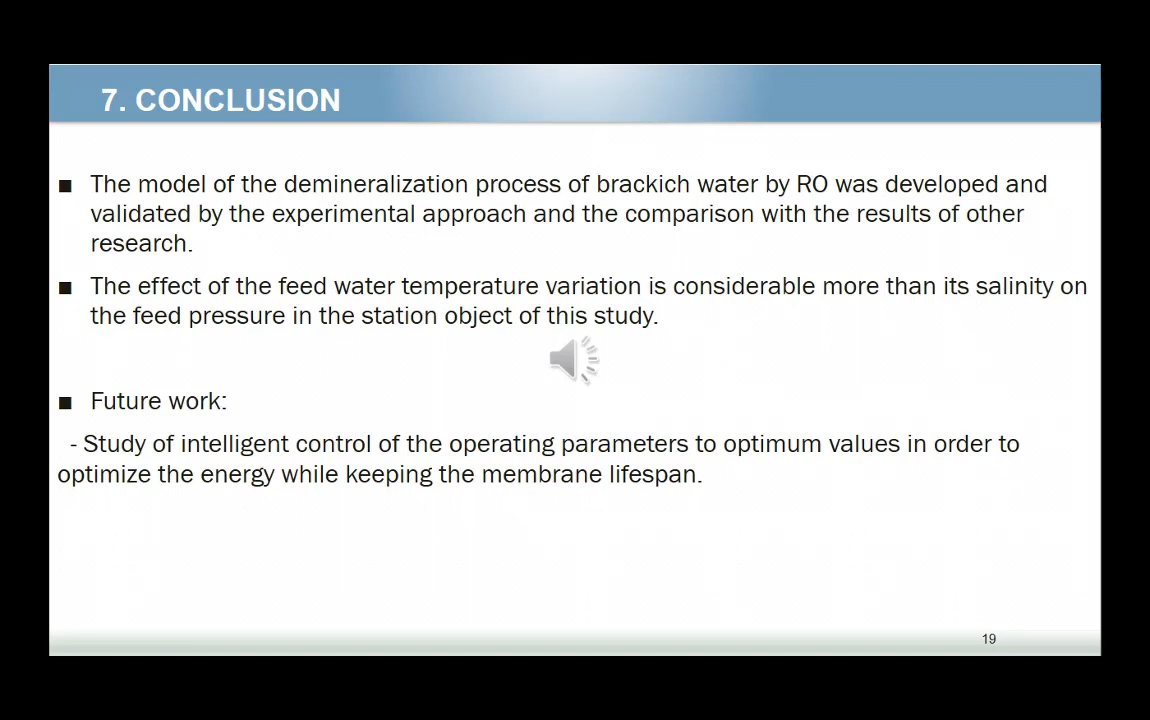 7. CONCLUSION
■ The model of the demineralization process of brackich water by RO was developed and
validated by the experimental approach and the comparison with the results of other
research.
■ The effect of the feed water temperature variation is considerable more than its salinity on
the feed pressure in the station object of this study.
■ Future work:
- Study of intelligent control of the operating parameters to optimum values in order to
optimize the energy while keeping the membrane lifespan.
19